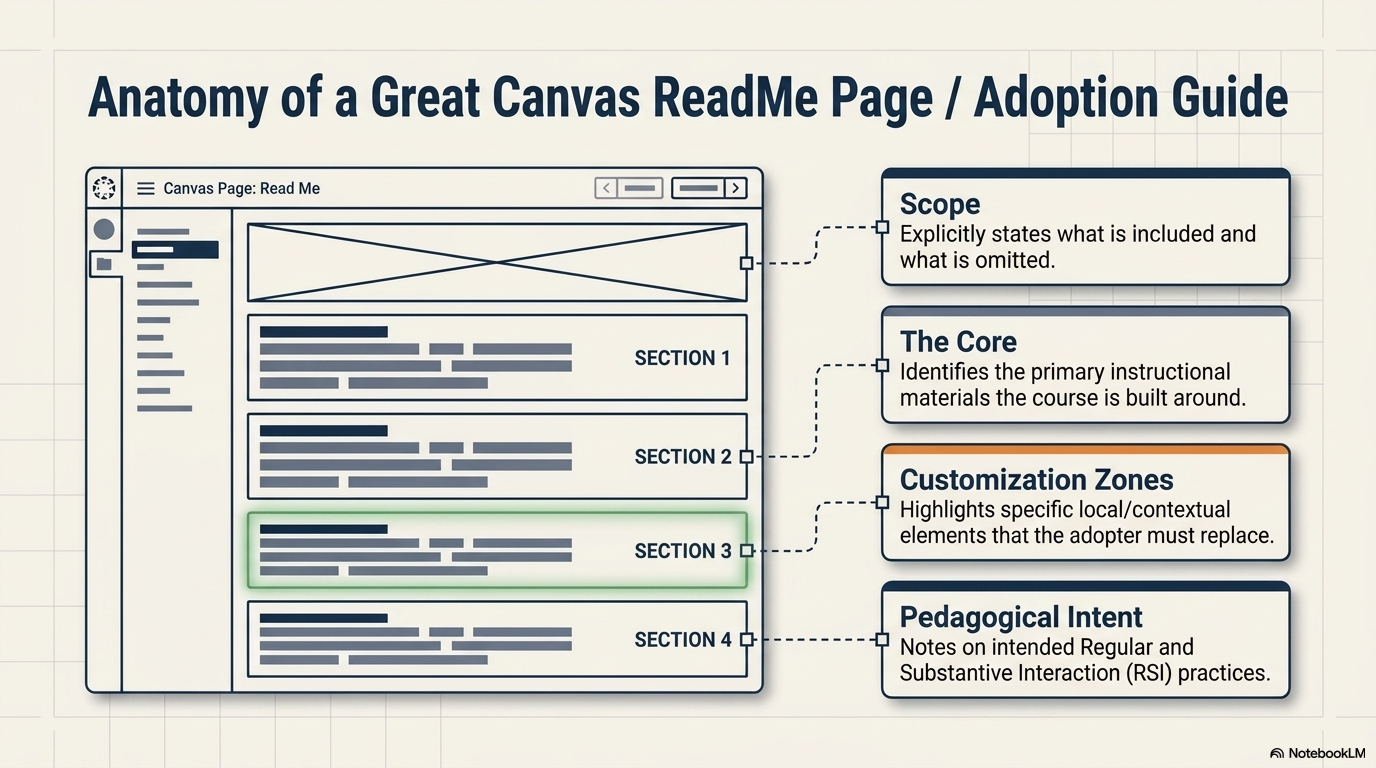 Anatomy of a Great Canvas ReadMe Page / Adoption Guide
Canvas Page: Read Me
SECTION 1
SECTION 2
SECTION 3
SECTION 4
Scope
Explicitly states what is included and
what is omitted.
The Core
Identifies the primary instructional
materials the course is built around.
Customization Zones
Highlights specific local/contextual
elements that the adopter must replace.
Pedagogical Intent
Notes on intended Regular and
Substantive Interaction (RSI) practices.
NotebookLM